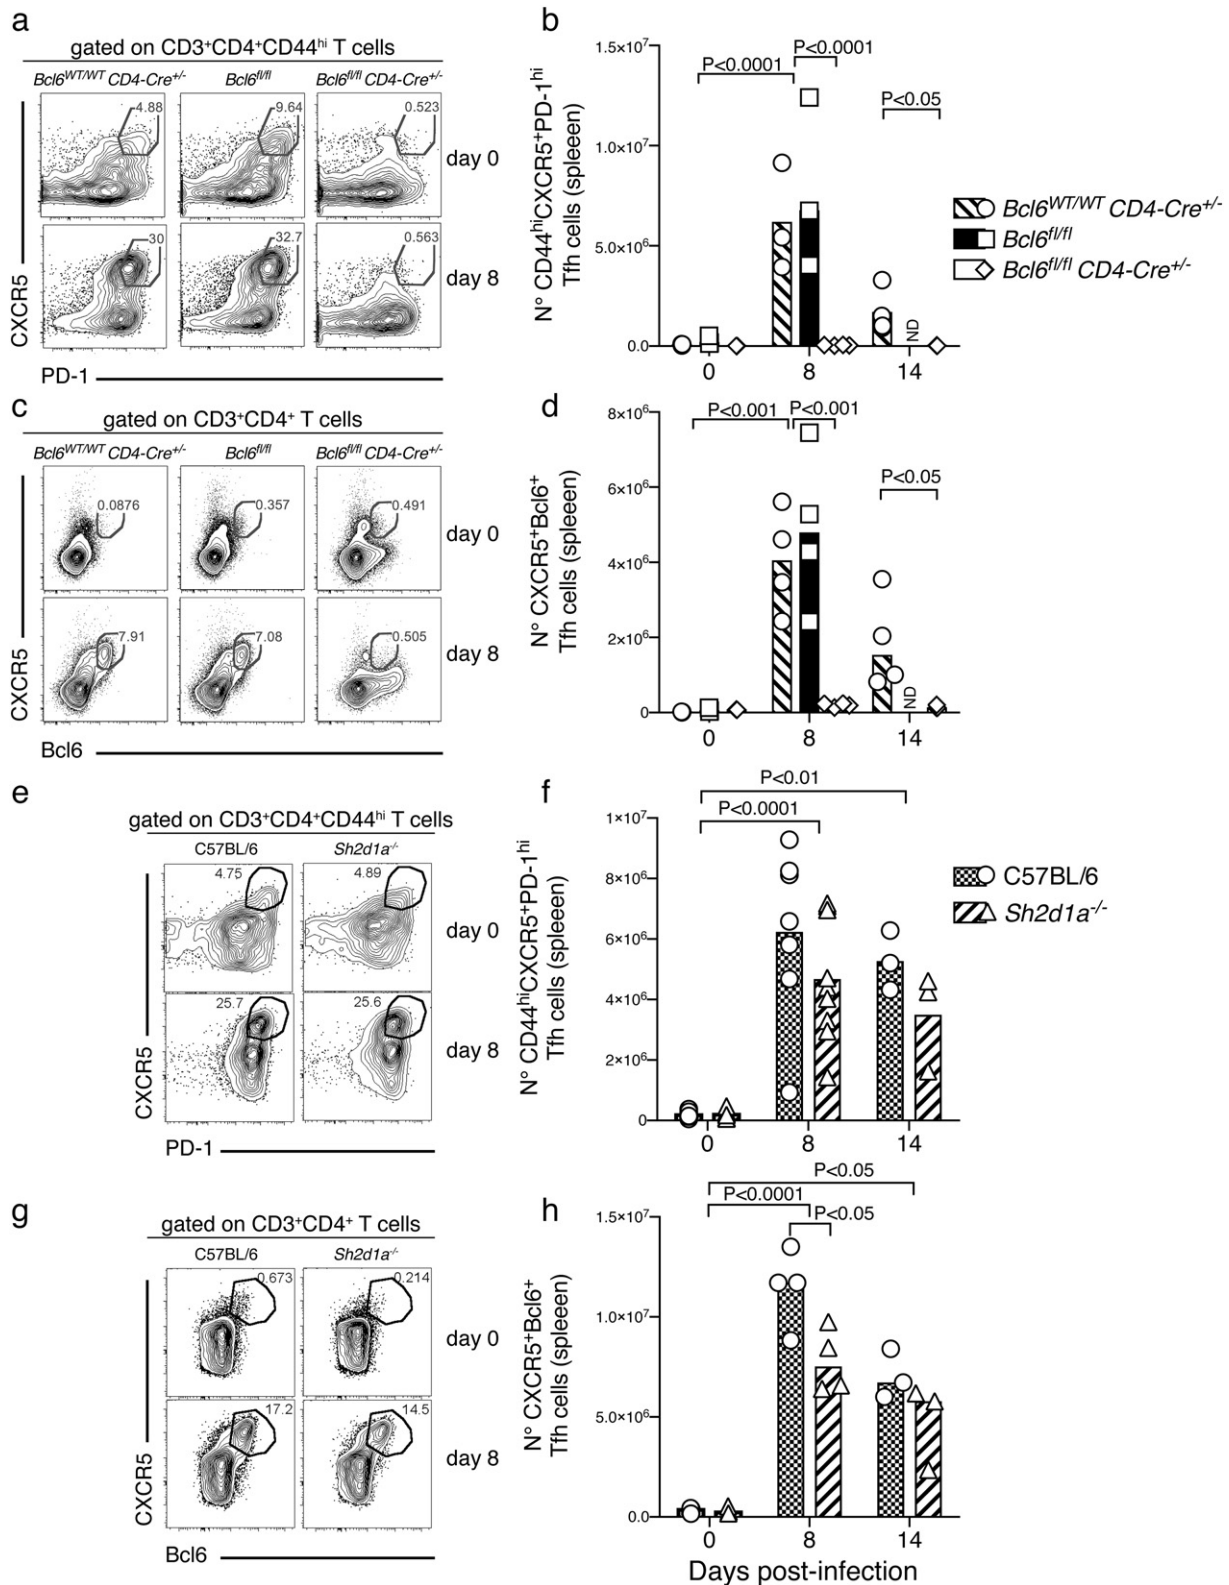 a
gated on CD3⁺CD4⁺CD44ʰⁱ T cells
Bcl6ᵂᵀ/ᵂᵀ CD4-Cre⁺/⁻ Bcl6ᶠˡ/ᶠˡ Bcl6ᶠˡ/ᶠˡ CD4-Cre⁺/⁻
4.88 9.64 0.523
day 0
30 32.7 0.563
day 8
CXCR5
PD-1
b
P<0.0001
P<0.0001
P<0.05
1.5×10⁷
1.0×10⁷
5.0×10⁶
0.0
N° CD44ʰⁱCXCR5⁺PD-1ʰⁱ
Tfh cells (spleeen)
ND
0 8 14
Bcl6ᵂᵀ/ᵂᵀ CD4-Cre⁺/⁻
Bcl6ᶠˡ/ᶠˡ
Bcl6ᶠˡ/ᶠˡ CD4-Cre⁺/⁻
c
gated on CD3⁺CD4⁺ T cells
Bcl6ᵂᵀ/ᵂᵀ CD4-Cre⁺/⁻ Bcl6ᶠˡ/ᶠˡ Bcl6ᶠˡ/ᶠˡ CD4-Cre⁺/⁻
0.0876 0.357 0.491
day 0
7.91 7.08 0.505
day 8
CXCR5
Bcl6
d
P<0.001 P<0.001
P<0.05
8×10⁶
6×10⁶
4×10⁶
2×10⁶
0
N° CXCR5⁺Bcl6⁺
Tfh cells (spleeen)
ND
0 8 14
e
gated on CD3⁺CD4⁺CD44ʰⁱ T cells
C57BL/6 Sh2d1a⁻/⁻
4.75 4.89
day 0
25.7 25.6
day 8
CXCR5
PD-1
f
P<0.01
P<0.0001
1×10⁷
8×10⁶
6×10⁶
4×10⁶
2×10⁶
0
N° CD44ʰⁱCXCR5⁺PD-1ʰⁱ
Tfh cells (spleeen)
0 8 14
C57BL/6
Sh2d1a⁻/⁻
g
gated on CD3⁺CD4⁺ T cells
C57BL/6 Sh2d1a⁻/⁻
0.673 0.214
day 0
17.2 14.5
day 8
CXCR5
Bcl6
h
P<0.05
P<0.0001
P<0.05
1.5×10⁷
1.0×10⁷
5.0×10⁶
0.0
N° CXCR5⁺Bcl6⁺
Tfh cells (spleeen)
0 8 14
Days post-infection